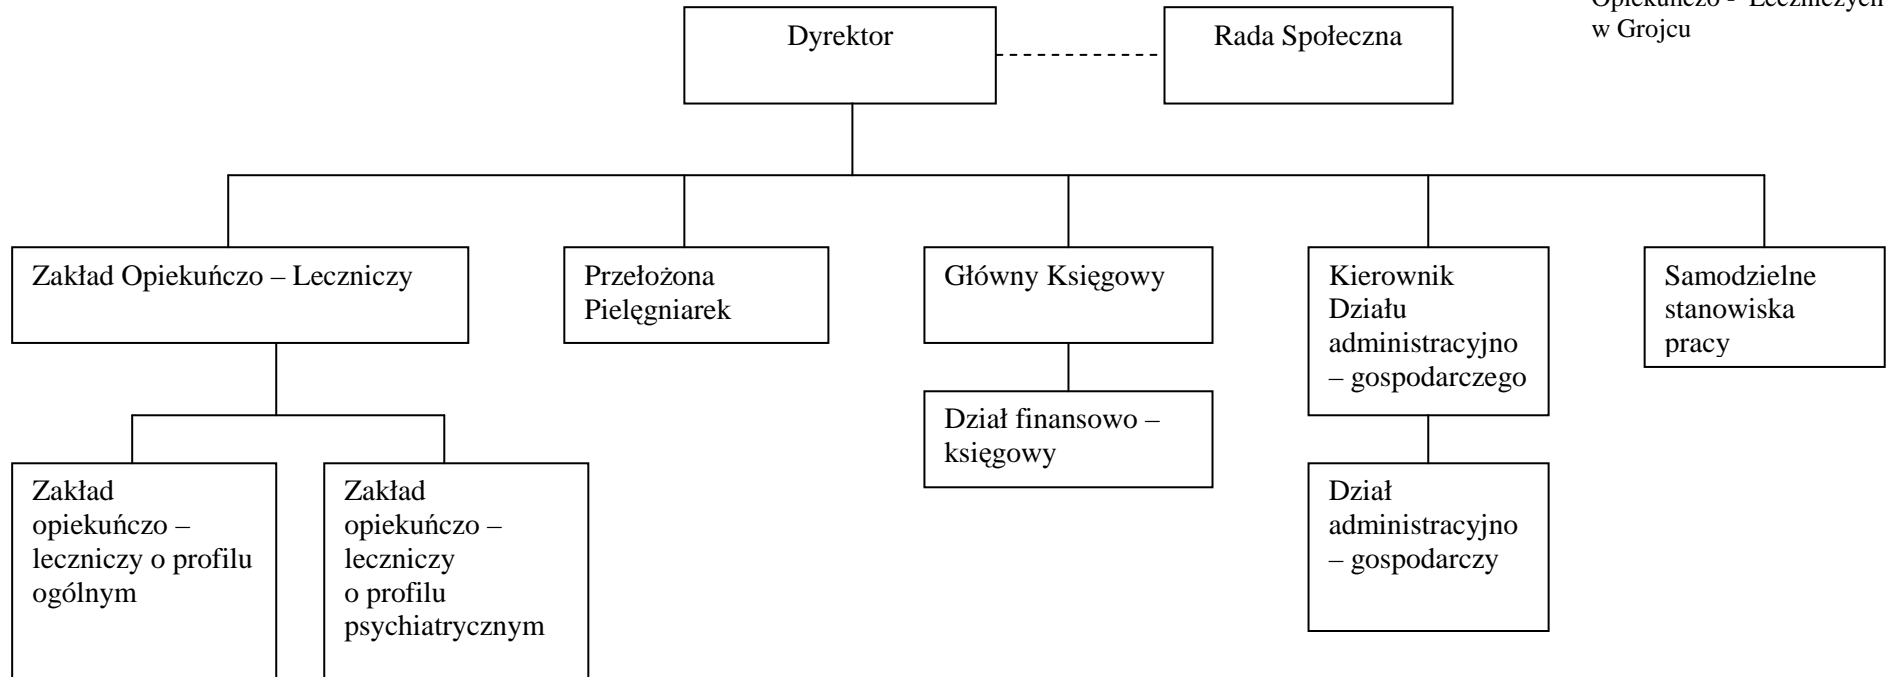 Opiekuńczo - Leczniczych
w Grojcu
Dyrektor
Rada Społeczna
Zakład Opiekuńczo – Leczniczy
Przełożona
Pielęgniarek
Główny Księgowy
Kierownik
Działu
administracyjno
– gospodarczego
Samodzielne
stanowiska
pracy
Dział finansowo –
księgowy
Zakład
opiekuńczo –
leczniczy o profilu
ogólnym
Zakład
opiekuńczo –
leczniczy
o profilu
psychiatrycznym
Dział
administracyjno
– gospodarczy